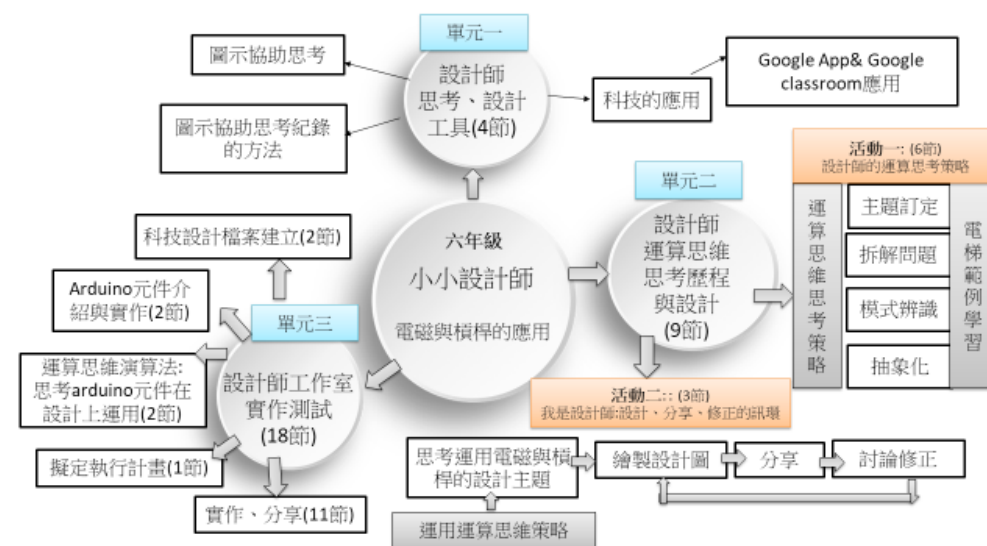 單元一
設計師
思考、設計
工具(4節)
圖示協助思考
圖示協助思考紀錄
的方法
科技的應用
Google App& Google
classroom應用
六年級
小小設計師
電磁與槓桿的應用
單元二
設計師
運算思維
思考歷程
與設計
(9節)
活動一: (6節)
設計師的運算思考策略
運算思維思考策略
主題訂定
拆解問題
模式辨識
抽象化
電梯範例學習
活動二:: (3節)
我是設計師:設計、分享、修正的訊環
思考運用電磁與槓
桿的設計主題
繪製設計圖
分享
討論修正
運用運算思維策略
單元三
設計師工作室
實作測試
(18節)
科技設計檔案建立(2節)
Arduino元件介
紹與實作(2節)
運算思維演算法:
思考arduino元件在
設計上運用(2節)
擬定執行計畫(1節)
實作、分享(11節)